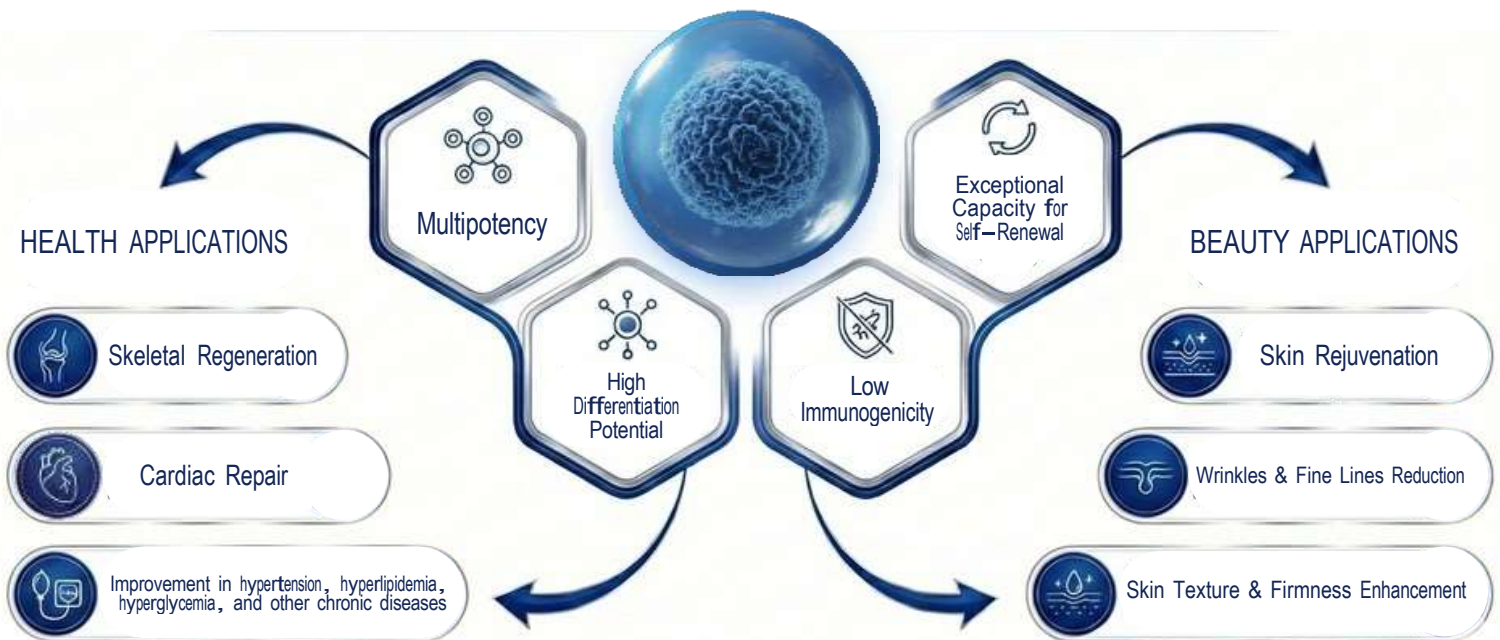 Multipotency
Exceptional
Capacity for
Self-Renewal
High
Differentiation
Potential
Low
Immunogenicity
HEALTH APPLICATIONS
Skeletal Regeneration
Cardiac Repair
Improvement in hypertension, hyperlipidemia,
hyperglycemia, and other chronic diseases
BEAUTY APPLICATIONS
Skin Rejuvenation
Wrinkles & Fine Lines Reduction
Skin Texture & Firmness Enhancement